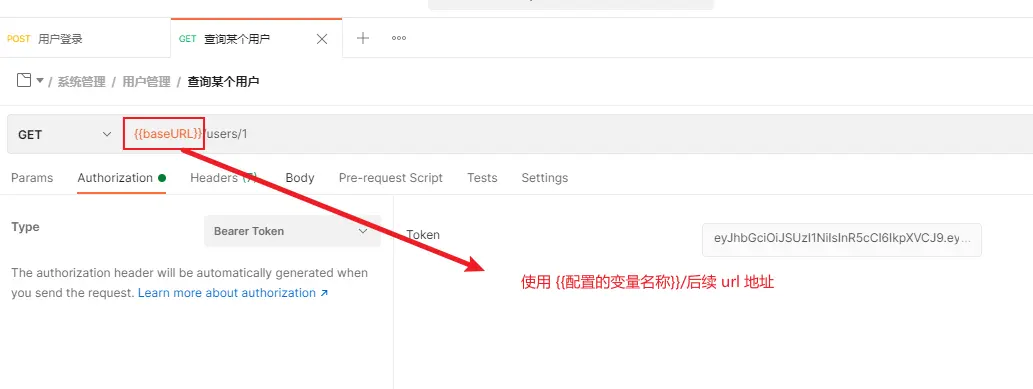 POST 用户登录
GET 查询某个用户
/ 系统管理 / 用户管理 / 查询某个用户
GET {{baseURL}}/users/1
Params Authorization Headers (7) Body Pre-request Script Tests Settings
Type Bearer Token
Token eyJhbGciOiJSUzI1NiIsInR5cCI6IkpXVCJ9.ey...
The authorization header will be automatically generated when
you send the request. Learn more about authorization ↗
使用 {{配置的变量名称}}/后续 url 地址